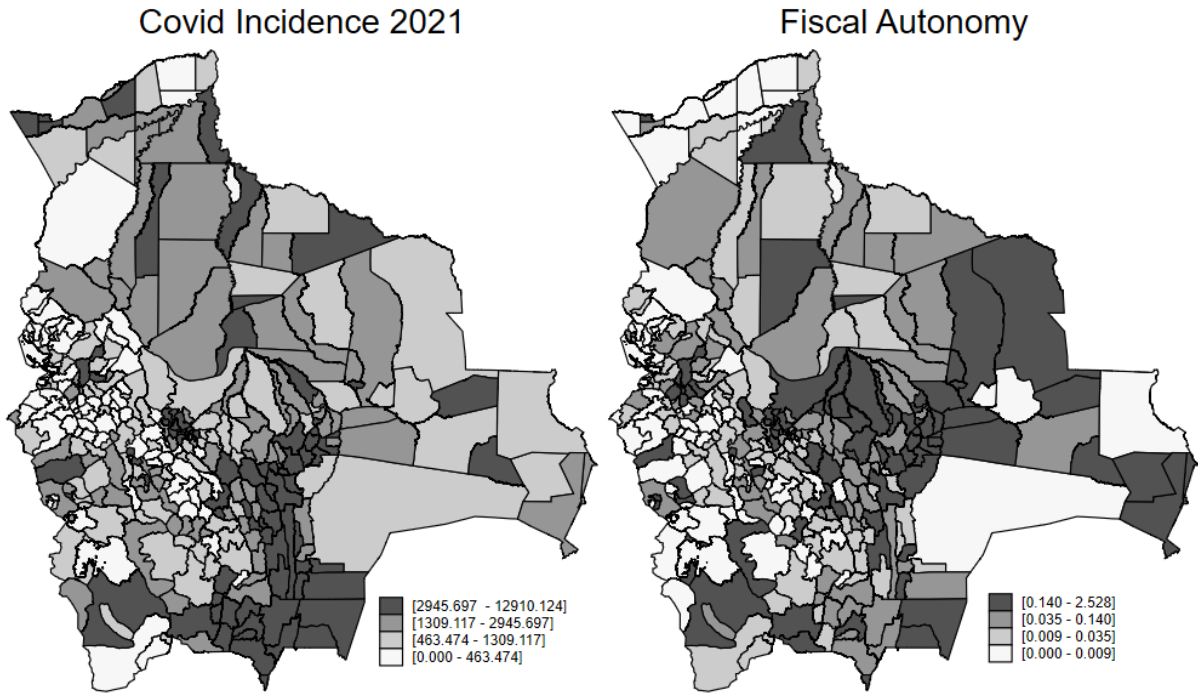 Covid Incidence 2021
Fiscal Autonomy
[2945.697 - 12910.124]
[1309.117 - 2945.697]
[463.474 - 1309.117]
[0.000 - 463.474]
[0.140 - 2.528]
[0.035 - 0.140]
[0.009 - 0.035]
[0.000 - 0.009]